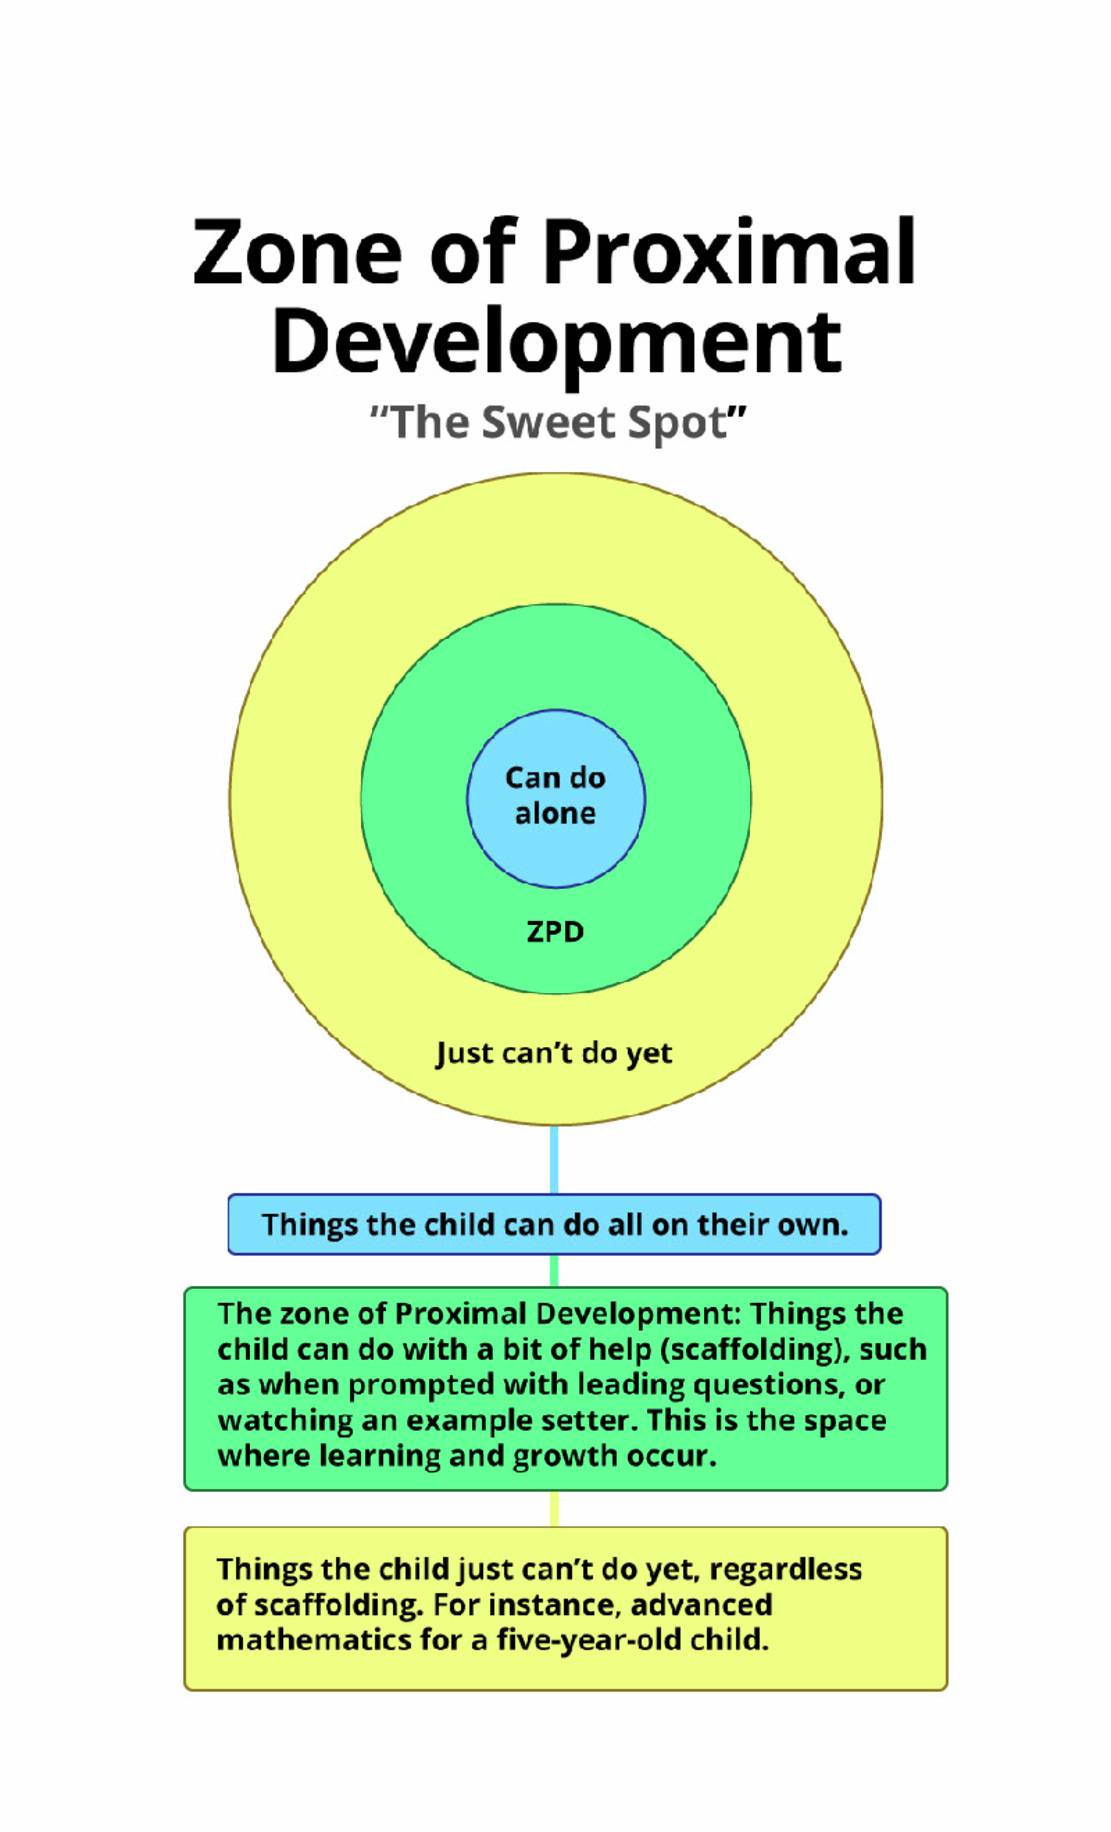 Zone of Proximal
Development
“The Sweet Spot”
Can do
alone
ZPD
Just can’t do yet
Things the child can do all on their own.
The zone of Proximal Development: Things the
child can do with a bit of help (scaffolding), such
as when prompted with leading questions, or
watching an example setter. This is the space
where learning and growth occur.
Things the child just can’t do yet, regardless
of scaffolding. For instance, advanced
mathematics for a five-year-old child.